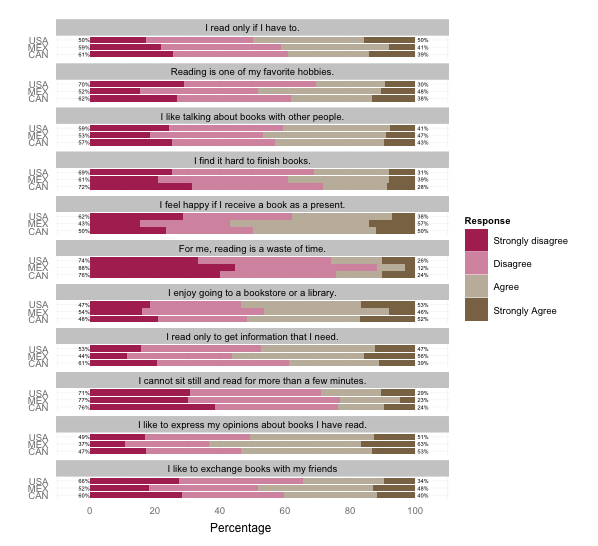 I read only if I have to.
USA 50% 50%
MEX 59% 41%
CAN 61% 39%
Reading is one of my favorite hobbies.
USA 70% 30%
MEX 52% 48%
CAN 62% 38%
I like talking about books with other people.
USA 59% 41%
MEX 53% 47%
CAN 57% 43%
I find it hard to finish books.
USA 69% 31%
MEX 61% 39%
CAN 72% 28%
I feel happy if I receive a book as a present.
USA 62% 38%
MEX 43% 57%
CAN 50% 50%
For me, reading is a waste of time.
USA 74% 26%
MEX 88% 12%
CAN 76% 24%
I enjoy going to a bookstore or a library.
USA 47% 53%
MEX 54% 46%
CAN 48% 52%
I read only to get information that I need.
USA 53% 47%
MEX 44% 56%
CAN 61% 39%
I cannot sit still and read for more than a few minutes.
USA 71% 29%
MEX 77% 23%
CAN 76% 24%
I like to express my opinions about books I have read.
USA 49% 51%
MEX 37% 63%
CAN 47% 53%
I like to exchange books with my friends
USA 66% 34%
MEX 52% 48%
CAN 60% 40%
0 20 40 60 80 100
Percentage
Response
Strongly disagree
Disagree
Agree
Strongly Agree